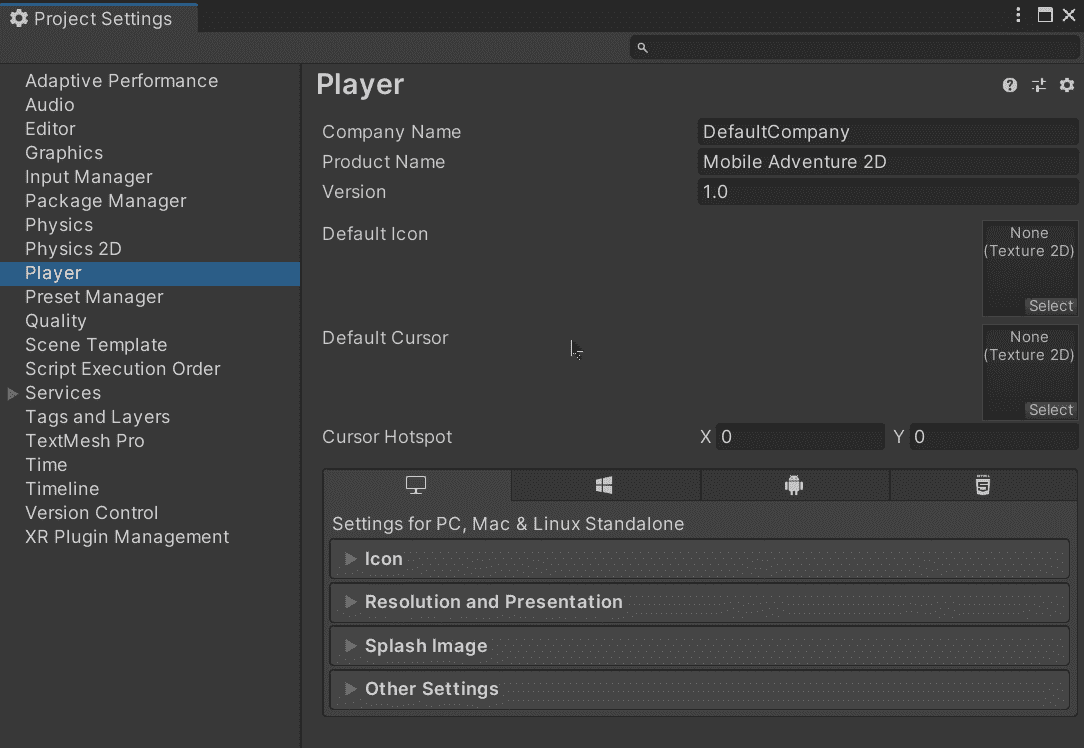 Project Settings
Adaptive Performance
Audio
Editor
Graphics
Input Manager
Package Manager
Physics
Physics 2D
Player
Preset Manager
Quality
Scene Template
Script Execution Order
Services
Tags and Layers
TextMesh Pro
Time
Timeline
Version Control
XR Plugin Management
Player
Company Name DefaultCompany
Product Name Mobile Adventure 2D
Version 1.0
Default Icon
None
(Texture 2D)
Select
Default Cursor
None
(Texture 2D)
Select
Cursor Hotspot X 0 Y 0
Settings for PC, Mac & Linux Standalone
Icon
Resolution and Presentation
Splash Image
Other Settings